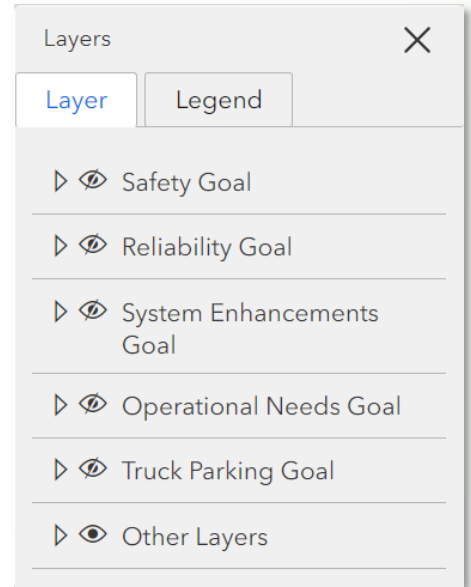 Layers
Layer Legend
Safety Goal
Reliability Goal
System Enhancements
Goal
Operational Needs Goal
Truck Parking Goal
Other Layers